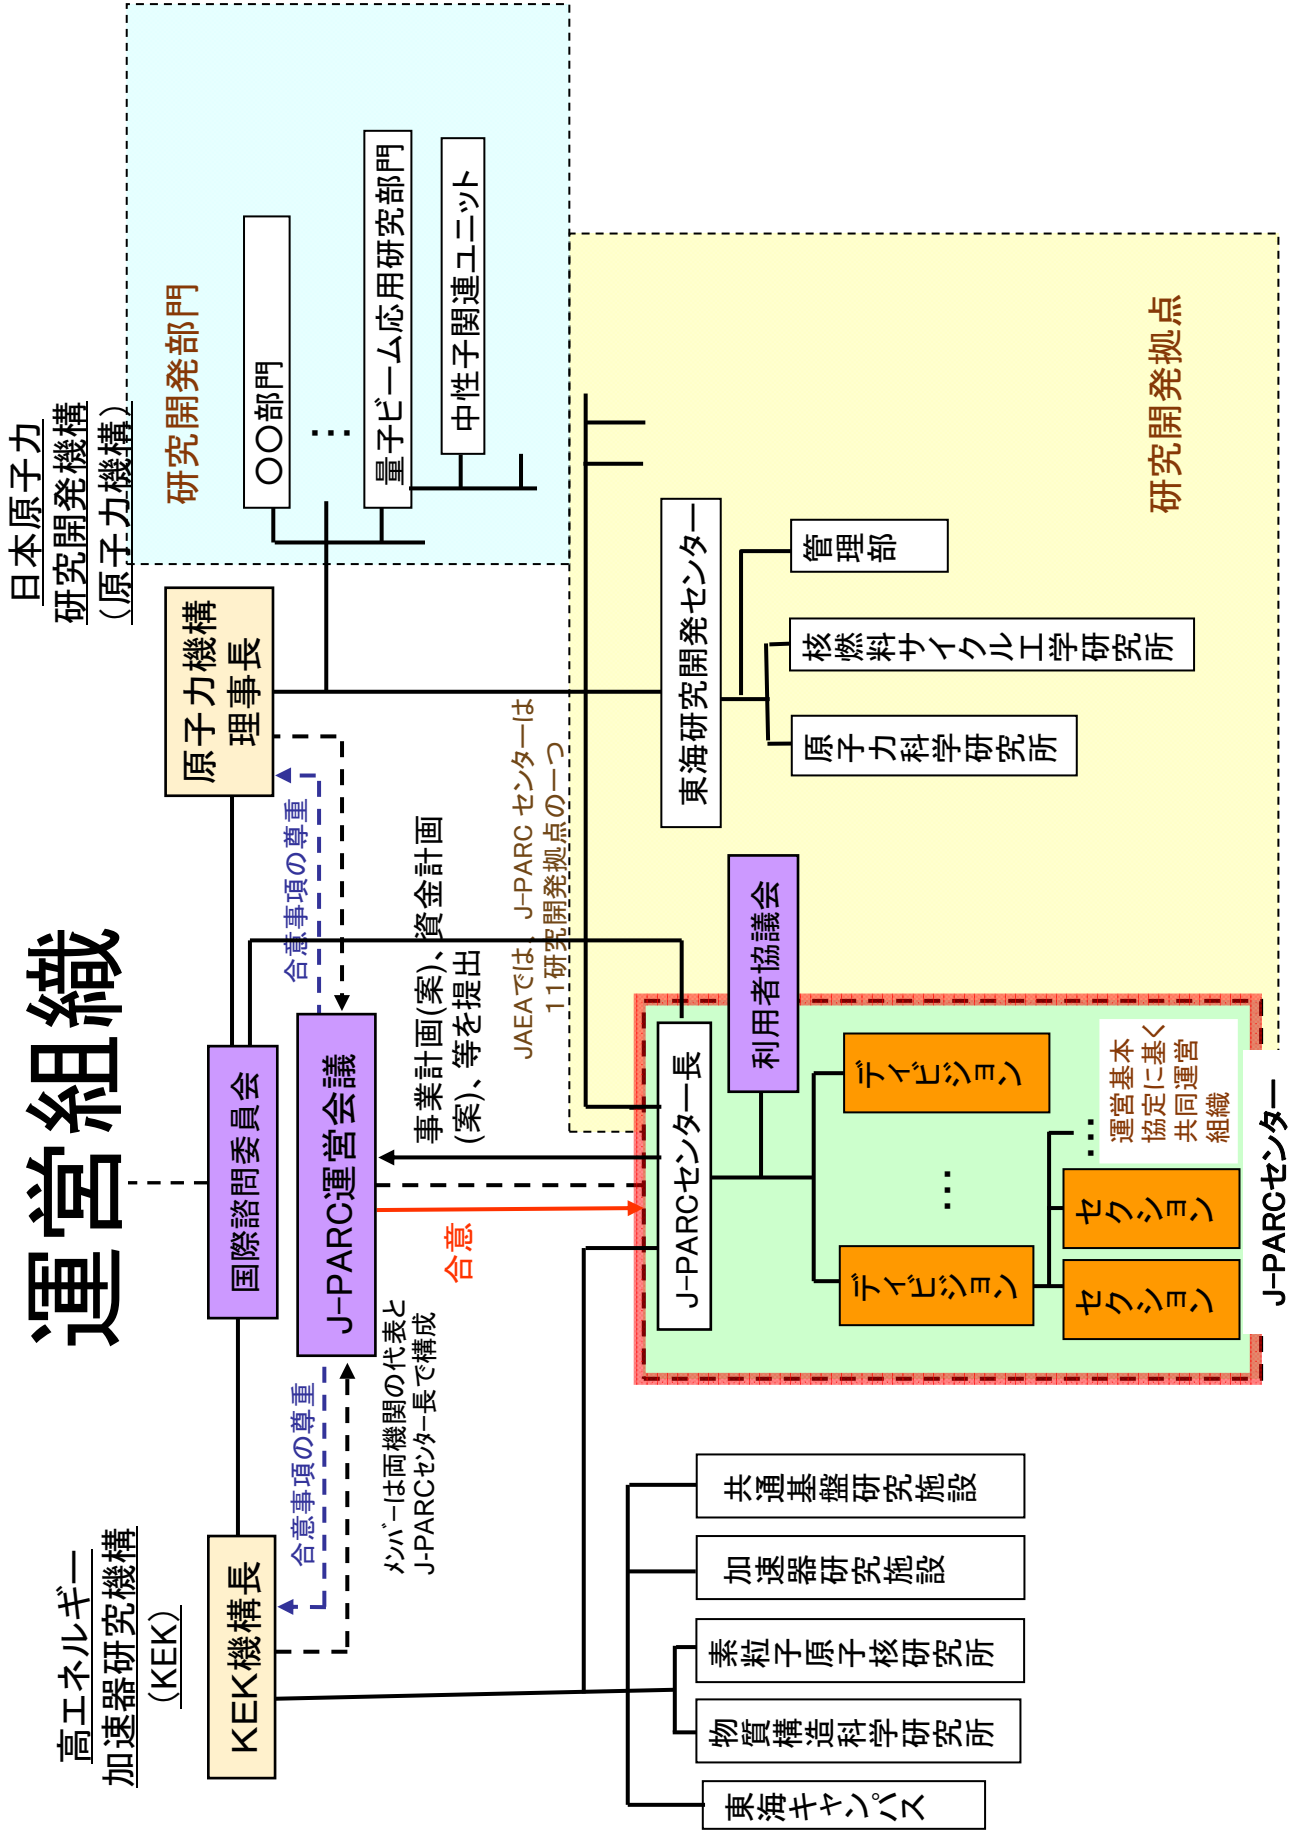 運営組織
高エネルギー
加速器研究機構
(KEK)
日本原子力
研究開発機構
(原子力機構)
KEK機構長
国際諮問委員会
原子力機構
理事長
合意事項の尊重
J-PARC運営会議
合意事項の尊重
メンバーは両機関の代表と
J-PARCセンター長で構成
合意
事業計画(案)、資金計画
(案)、等を提出
JAEAでは、J-PARC センターは
11研究開発拠点の一つ
研究開発部門
〇〇部門
…
量子ビーム応用研究部門
中性子関連ユニット
東海キャンパス
物質構造科学研究所
素粒子原子核研究所
加速器研究施設
共通基盤研究施設
J-PARCセンター長
利用者協議会
ディビジョン
…
ディビジョン
セクション
セクション
…
運営基本
協定に基く
共同運営
組織
J-PARCセンター
東海研究開発センター
原子力科学研究所
核燃料サイクル工学研究所
管理部
研究開発拠点